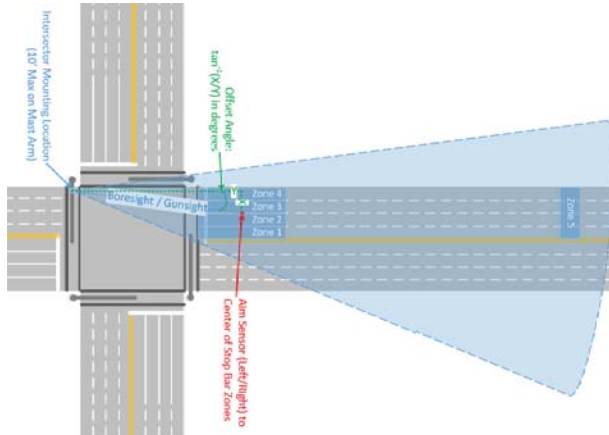 Intersector Mounting Location
(10' Max on Mast Arm)
Offset Angle:
tan⁻¹(X/Y) in degrees
Boresight / Gunsight
Y
X
Zone 4
Zone 3
Zone 2
Zone 1
Zone 5
Aim Sensor (Left/Right) to
Center of Stop Bar Zones